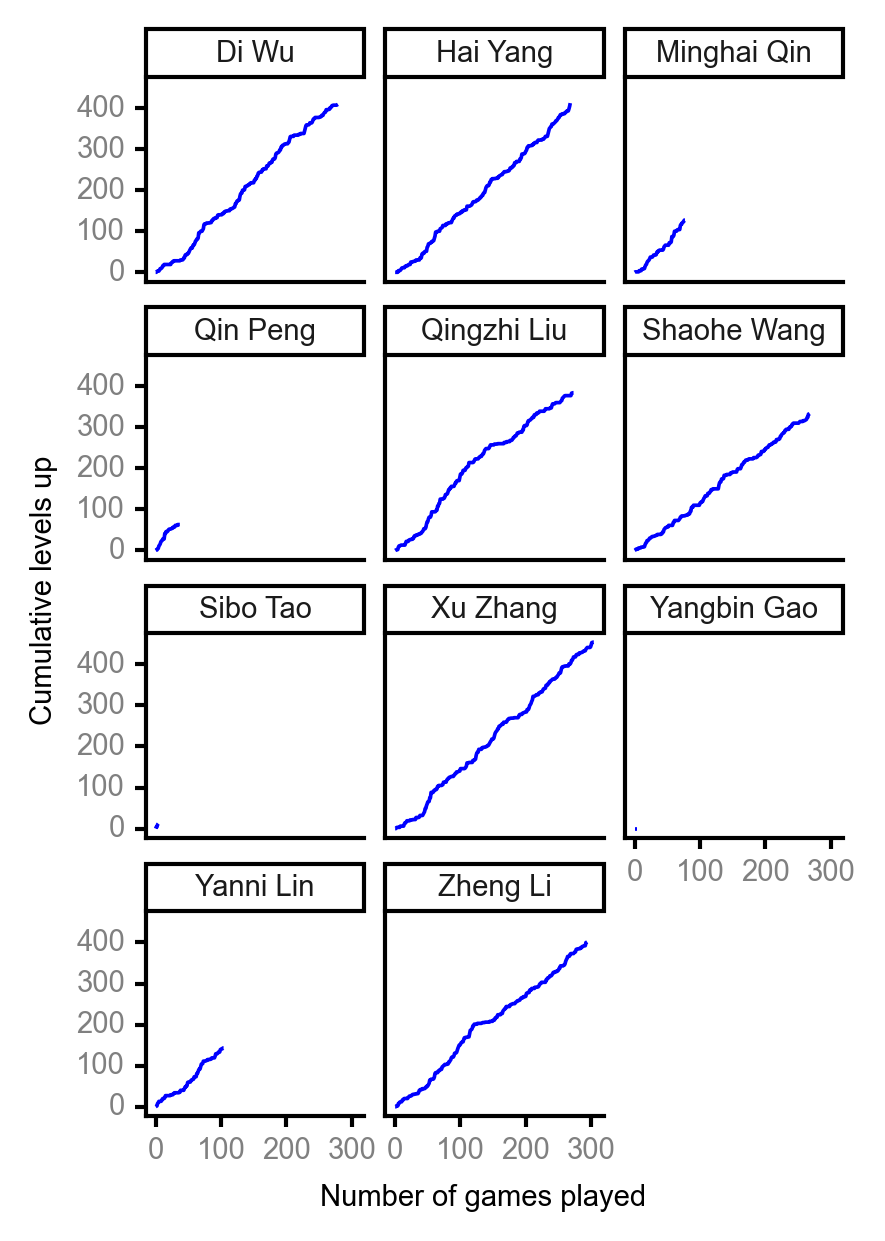 Di Wu
Hai Yang
Minghai Qin
400
300
200
100
0
Qin Peng
Qingzhi Liu
Shaohe Wang
400
300
200
100
0
Cumulative levels up
Sibo Tao
Xu Zhang
Yangbin Gao
400
300
200
100
0
0 100 200 300
Yanni Lin
Zheng Li
400
300
200
100
0
0 100 200 300
0 100 200 300
Number of games played